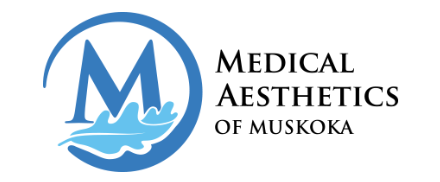 M
MEDICAL
AESTHETICS
OF MUSKOKA